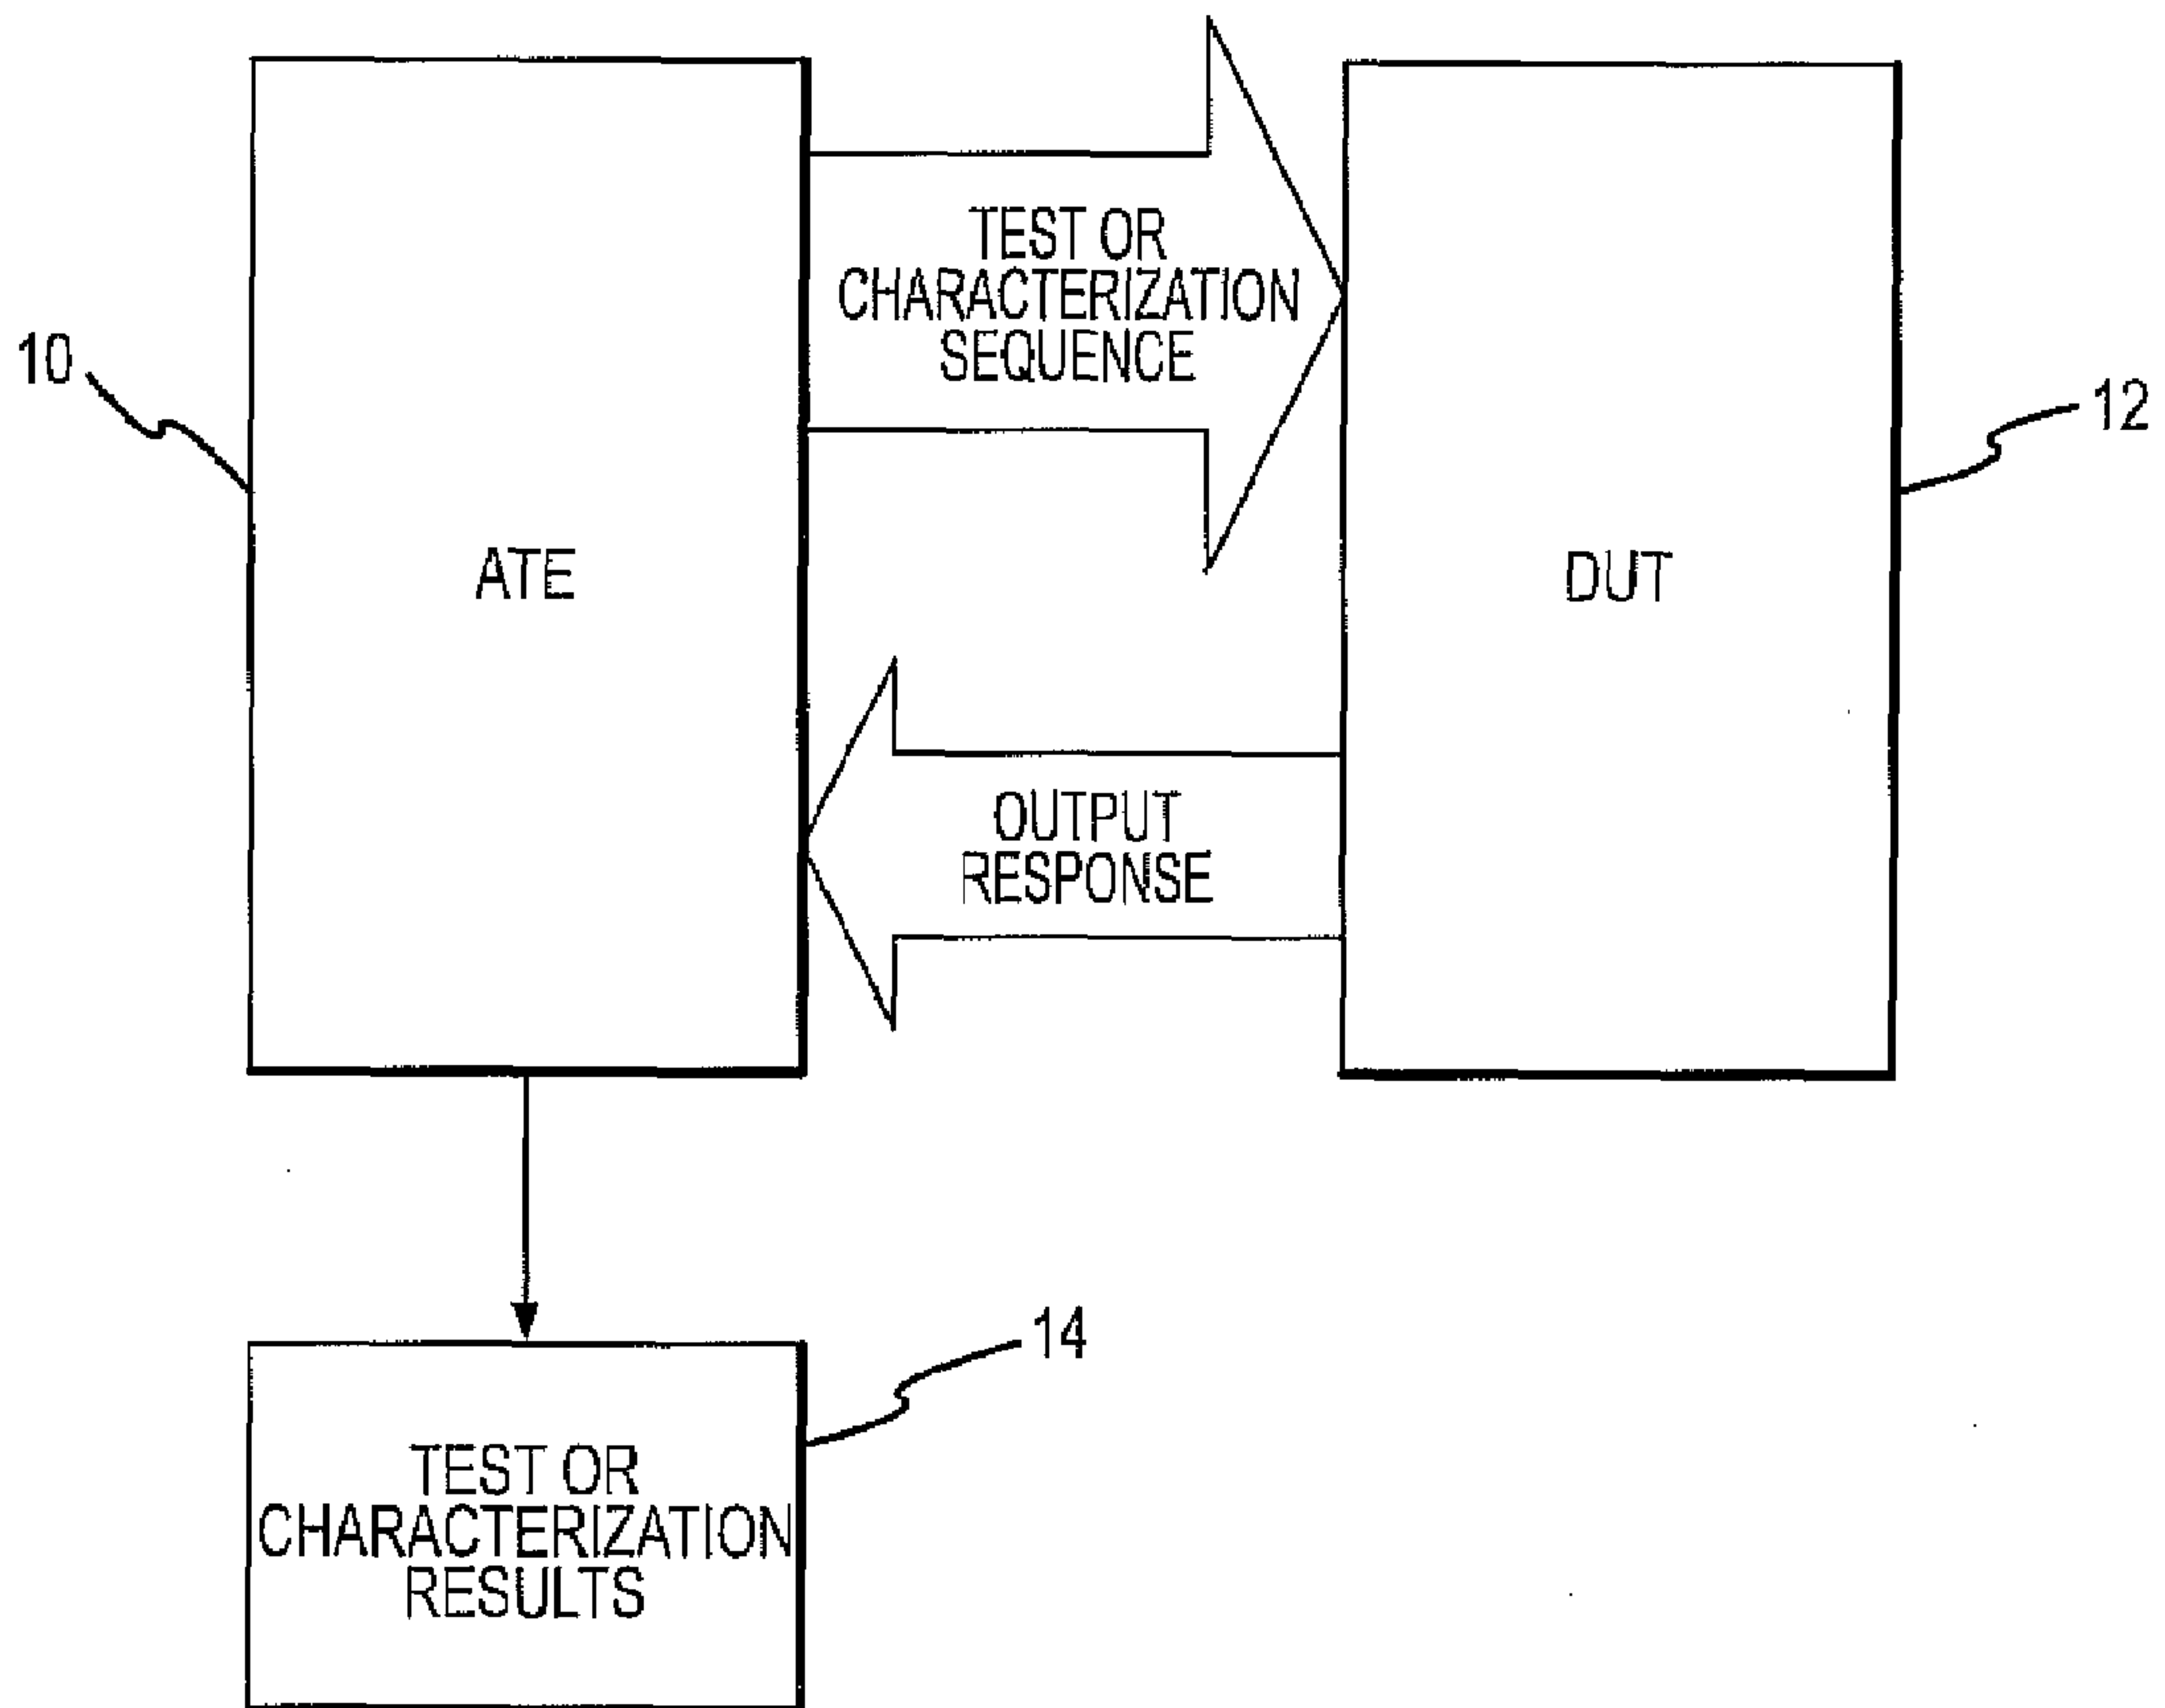 TEST OR
CHARACTERIZATION
SEQUENCE
10
12
ATE
DUT
OUTPUT
RESPONSE
14
TEST OR
CHARACTERIZATION
RESULTS